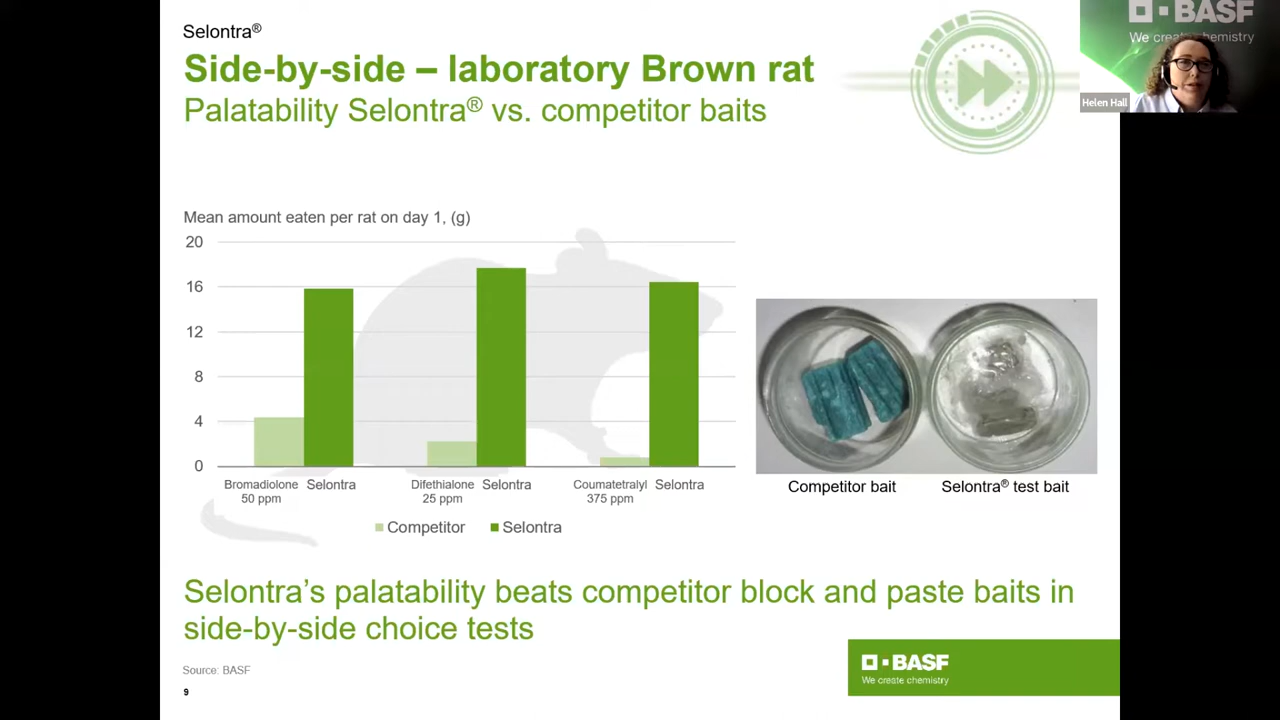 Selontra®
Side-by-side – laboratory Brown rat
Palatability Selontra® vs. competitor baits
BASF
We create chemistry
Helen Hall
Mean amount eaten per rat on day 1, (g)
20
16
12
8
4
0
Bromadiolone 50 ppm
Selontra
Difethialone 25 ppm
Selontra
Coumatetralyl 375 ppm
Selontra
Competitor
Selontra
Competitor bait
Selontra® test bait
Selontra’s palatability beats competitor block and paste baits in
side-by-side choice tests
Source: BASF
9
BASF
We create chemistry